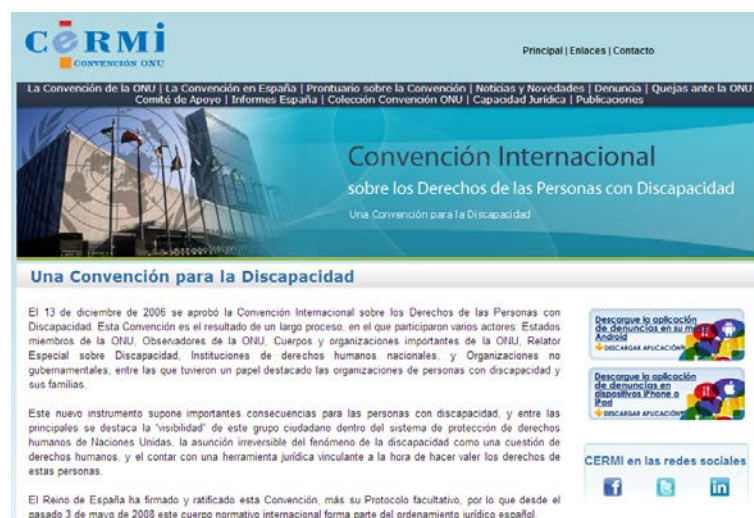 CERMI
CONVENCIÓN ONU
Principal | Enlaces | Contacto
La Convención de la ONU | La Convención en España | Prontuario sobre la Convención | Noticias y Novedades | Denuncia | Quejas ante la ONU
Comité de Apoyo | Informes España | Colección Convención ONU | Capacidad Jurídica | Publicaciones
Convención Internacional
sobre los Derechos de las Personas con Discapacidad
Una Convención para la Discapacidad
Una Convención para la Discapacidad
El 13 de diciembre de 2006 se aprobó la Convención Internacional sobre los Derechos de las Personas con
Discapacidad. Esta Convención es el resultado de un largo proceso, en el que participaron varios actores: Estados
miembros de la ONU, Observadores de la ONU, Cuerpos y organizaciones importantes de la ONU, Relator
Especial sobre Discapacidad, Instituciones de derechos humanos nacionales, y Organizaciones no
gubernamentales, entre las que tuvieron un papel destacado las organizaciones de personas con discapacidad y
sus familias.
Este nuevo instrumento supone importantes consecuencias para las personas con discapacidad, y entre las
principales se destaca la "visibilidad" de este grupo ciudadano dentro del sistema de protección de derechos
humanos de Naciones Unidas, la asunción irreversible del fenómeno de la discapacidad como una cuestión de
derechos humanos, y el contar con una herramienta jurídica vinculante a la hora de hacer valer los derechos de
estas personas.
El Reino de España ha firmado y ratificado esta Convención, más su Protocolo facultativo, por lo que desde el
pasado 3 de mayo de 2008 este cuerpo normativo internacional forma parte del ordenamiento jurídico español.
Descargue la aplicación
de denuncias en su
Android
DESCARGAR APLICACIÓN
Descargue la aplicación
de denuncias en
dispositivos iPhone o
iPad
DESCARGAR APLICACIÓN
CERMI en las redes sociales
f
in